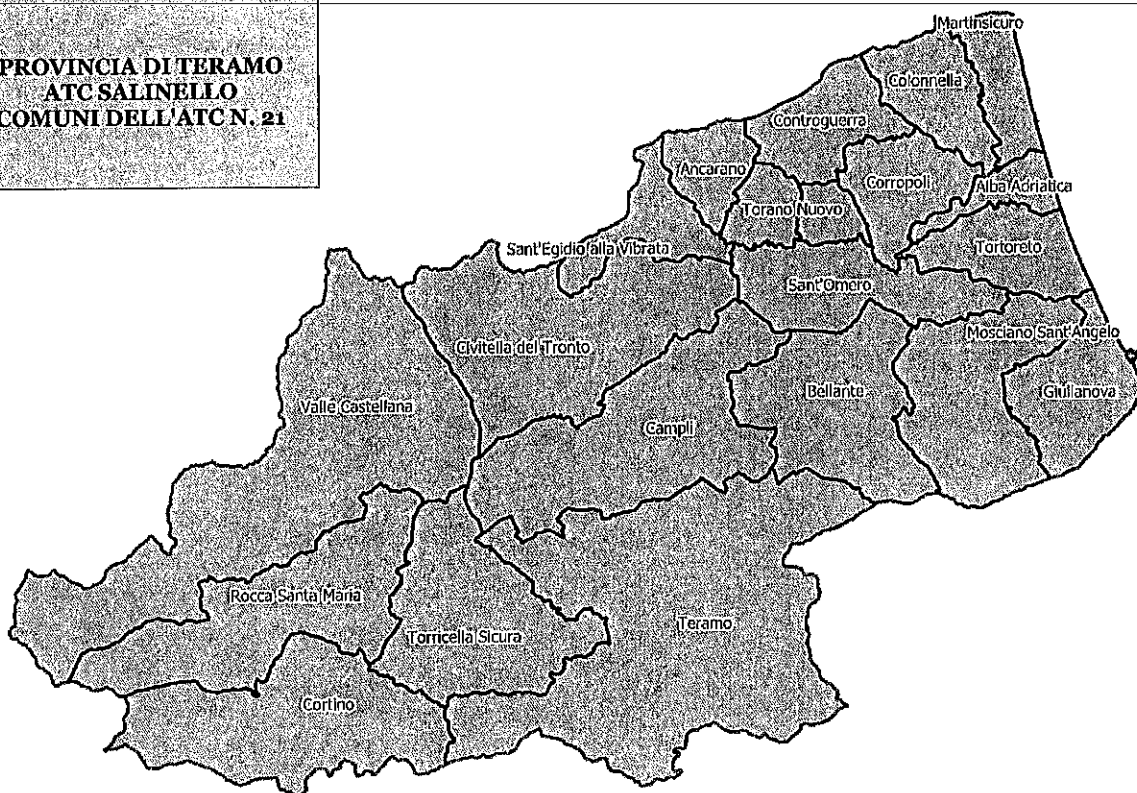 PROVINCIA DI TERAMO
ATC SALINELLO
COMUNI DELL'ATC N. 21
Martinsicuro
Colonnella
Controguerra
Ancarano
Corropoli
Alba Adriatica
Torano Nuovo
Sant'Egidio alla Vibrata
Tortoreto
Sant'Omero
Mosciano Sant'Angelo
Civitella del Tronto
Bellante
Giulianova
Valle Castellana
Campli
Rocca Santa Maria
Teramo
Torricella Sicura
Cortino